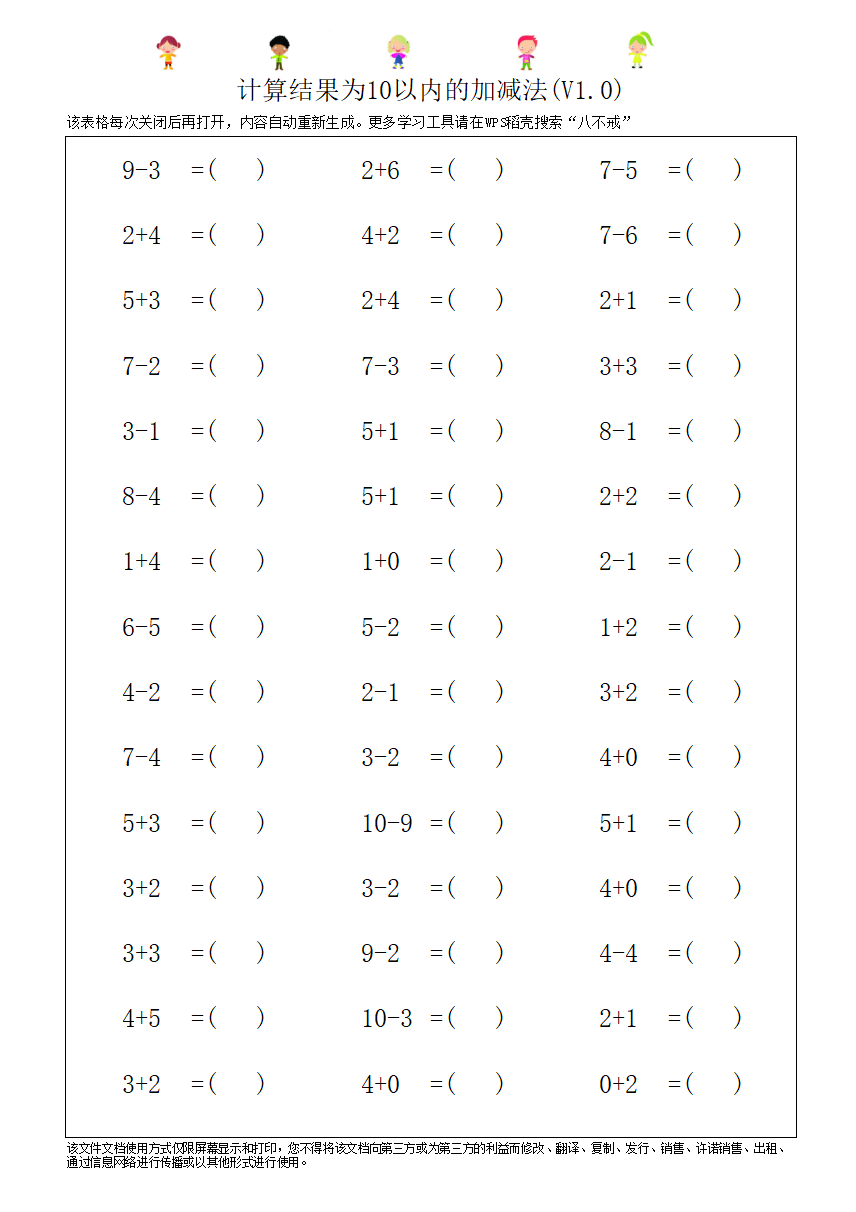 计算结果为10以内的加减法(V1.0)
该表格每次关闭后再打开，内容自动重新生成。更多学习工具请在WPS稻壳搜索“八不戒”
9-3 =( ) 2+6 =( ) 7-5 =( )
2+4 =( ) 4+2 =( ) 7-6 =( )
5+3 =( ) 2+4 =( ) 2+1 =( )
7-2 =( ) 7-3 =( ) 3+3 =( )
3-1 =( ) 5+1 =( ) 8-1 =( )
8-4 =( ) 5+1 =( ) 2+2 =( )
1+4 =( ) 1+0 =( ) 2-1 =( )
6-5 =( ) 5-2 =( ) 1+2 =( )
4-2 =( ) 2-1 =( ) 3+2 =( )
7-4 =( ) 3-2 =( ) 4+0 =( )
5+3 =( ) 10-9 =( ) 5+1 =( )
3+2 =( ) 3-2 =( ) 4+0 =( )
3+3 =( ) 9-2 =( ) 4-4 =( )
4+5 =( ) 10-3 =( ) 2+1 =( )
3+2 =( ) 4+0 =( ) 0+2 =( )
该文件文档使用方式仅限屏幕显示和打印，您不得将该文档向第三方或为第三方的利益而修改、翻译、复制、发行、销售、许诺销售、出租、
通过信息网络进行传播或以其他形式进行使用。